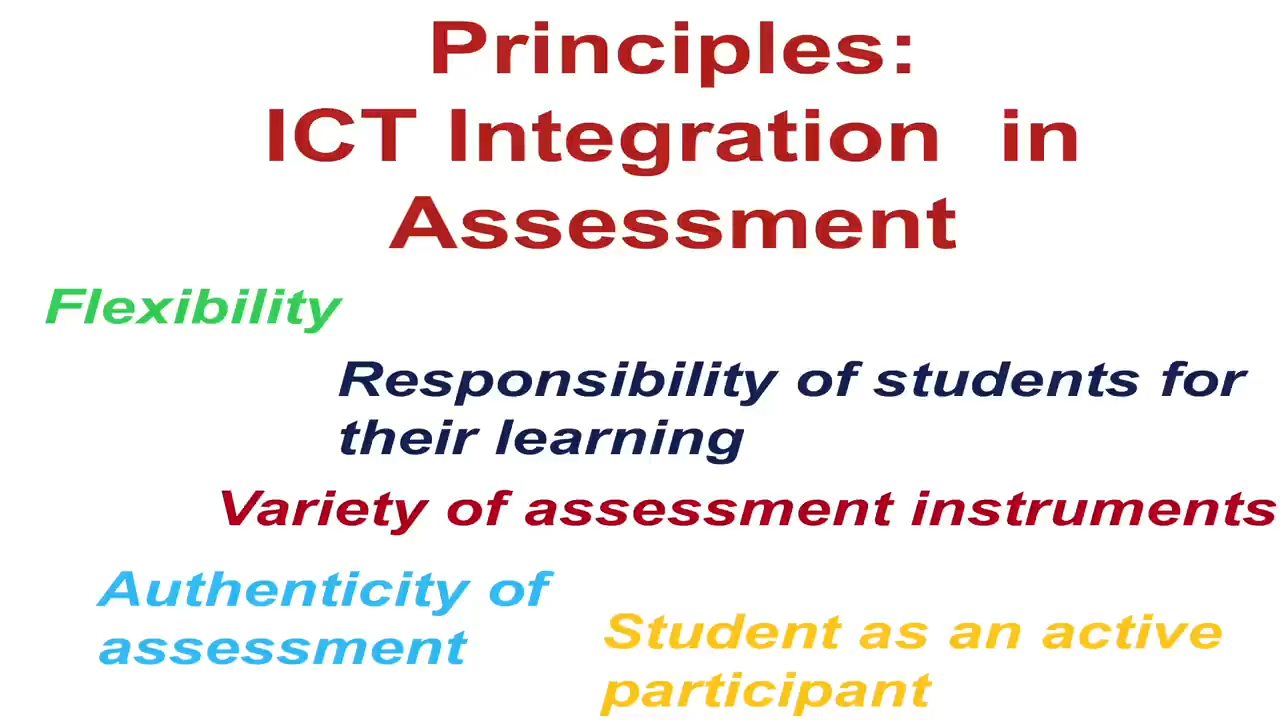 Principles:
ICT Integration in
Assessment
Flexibility
Responsibility of students for
their learning
Variety of assessment instruments
Authenticity of
assessment
Student as an active
participant